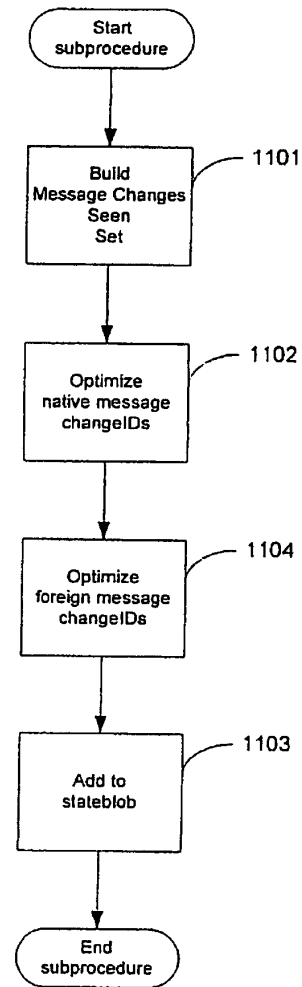 Start
subprocedure
1101
Build
Message Changes
Seen
Set
1102
Optimize
native message
changeIDs
1104
Optimize
foreign message
changeIDs
1103
Add to
stateblob
End
subprocedure